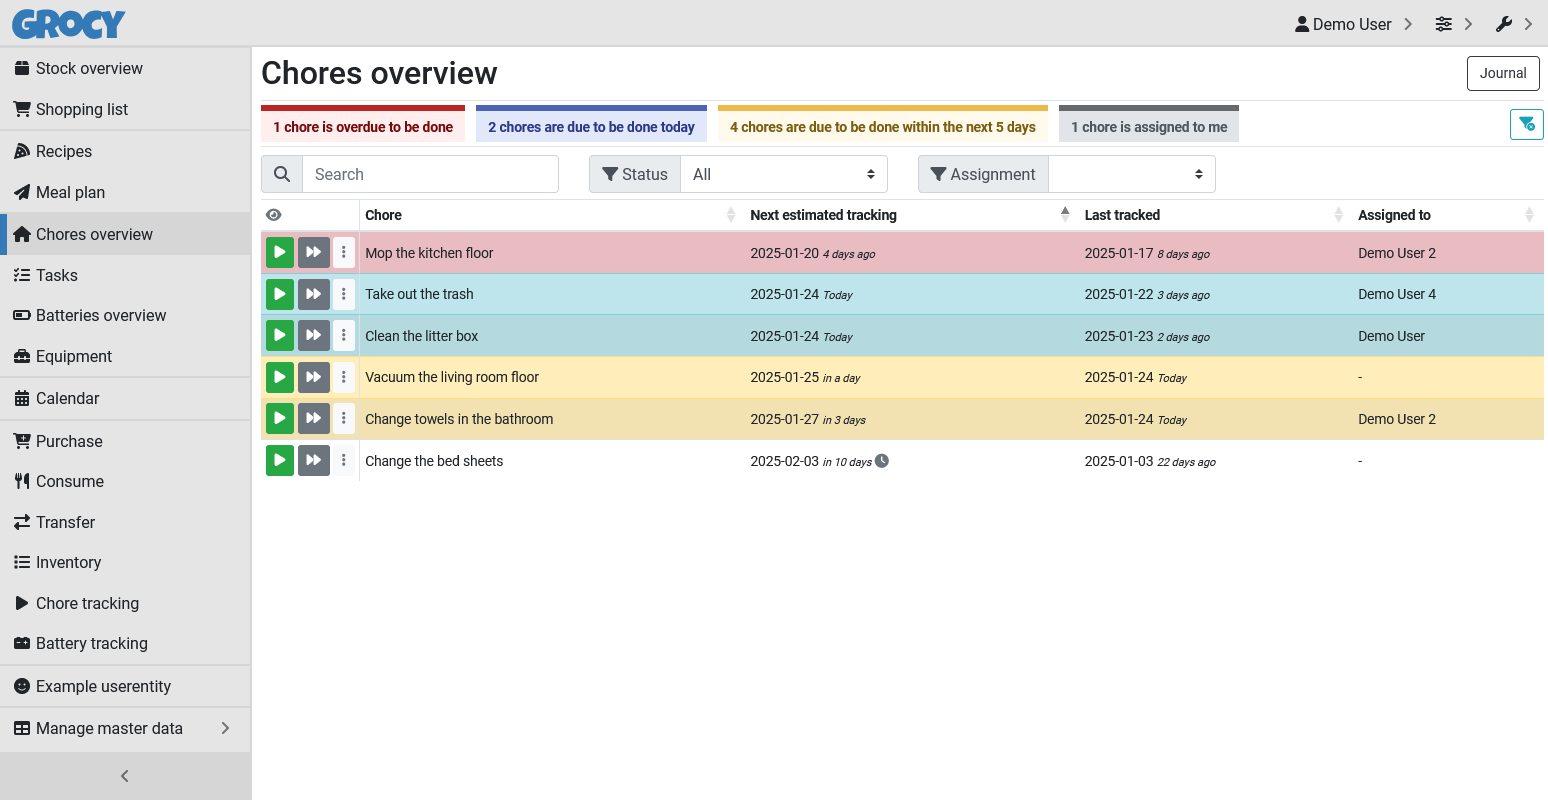 GROCY
Demo User
Stock overview
Shopping list
Recipes
Meal plan
Chores overview
Tasks
Batteries overview
Equipment
Calendar
Purchase
Consume
Transfer
Inventory
Chore tracking
Battery tracking
Example userentity
Manage master data
Chores overview
Journal
1 chore is overdue to be done 2 chores are due to be done today 4 chores are due to be done within the next 5 days 1 chore is assigned to me
Search Status All Assignment
Chore Next estimated tracking Last tracked Assigned to
Mop the kitchen floor 2025-01-20 4 days ago 2025-01-17 8 days ago Demo User 2
Take out the trash 2025-01-24 Today 2025-01-22 3 days ago Demo User 4
Clean the litter box 2025-01-24 Today 2025-01-23 2 days ago Demo User
Vacuum the living room floor 2025-01-25 in a day 2025-01-24 Today -
Change towels in the bathroom 2025-01-27 in 3 days 2025-01-24 Today Demo User 2
Change the bed sheets 2025-02-03 in 10 days 2025-01-03 22 days ago -